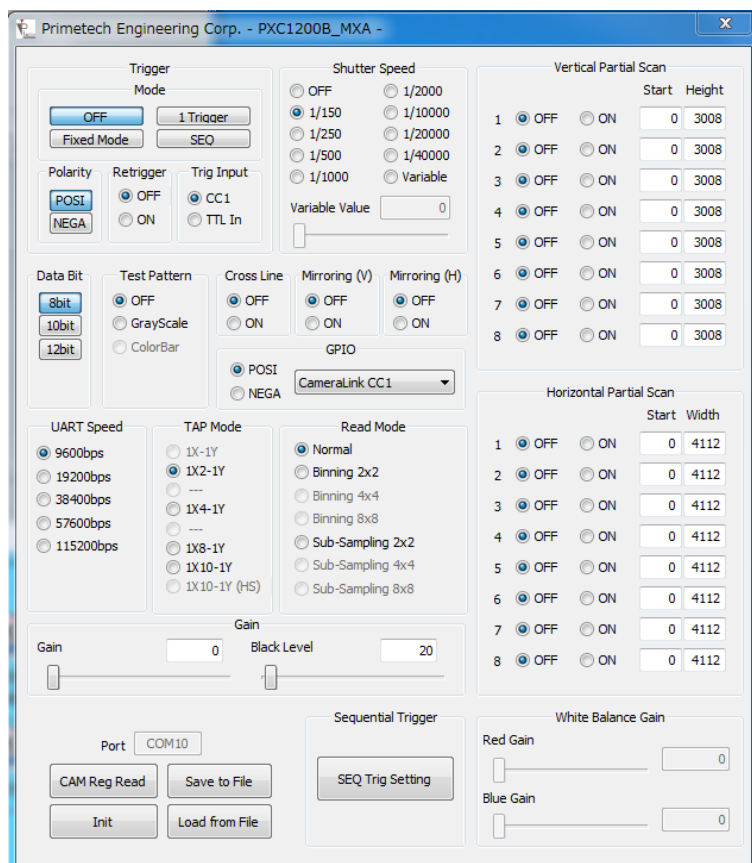 Primetech Engineering Corp. - PXC1200B_MXA -
Trigger
Mode
OFF 1 Trigger
Fixed Mode SEQ
Polarity Retrigger Trig Input
POSI OFF CC1
NEGA ON TTL In
Shutter Speed
OFF 1/2000
1/150 1/10000
1/250 1/20000
1/500 1/40000
1/1000 Variable
Variable Value 0
Vertical Partial Scan
Start Height
1 OFF ON 0 3008
2 OFF ON 0 3008
3 OFF ON 0 3008
4 OFF ON 0 3008
5 OFF ON 0 3008
6 OFF ON 0 3008
7 OFF ON 0 3008
8 OFF ON 0 3008
Data Bit
8bit
10bit
12bit
Test Pattern
OFF
GrayScale
ColorBar
Cross Line
OFF
ON
Mirroring (V)
OFF
ON
Mirroring (H)
OFF
ON
GPIO
POSI
NEGA
CameraLink CC1
Horizontal Partial Scan
Start Width
1 OFF ON 0 4112
2 OFF ON 0 4112
3 OFF ON 0 4112
4 OFF ON 0 4112
5 OFF ON 0 4112
6 OFF ON 0 4112
7 OFF ON 0 4112
8 OFF ON 0 4112
UART Speed
9600bps
19200bps
38400bps
57600bps
115200bps
TAP Mode
1X-1Y
1X2-1Y
---
1X4-1Y
---
1X8-1Y
1X10-1Y
1X10-1Y (HS)
Read Mode
Normal
Binning 2x2
Binning 4x4
Binning 8x8
Sub-Sampling 2x2
Sub-Sampling 4x4
Sub-Sampling 8x8
Gain
Gain 0 Black Level 20
Port COM10
CAM Reg Read Save to File
Init Load from File
Sequential Trigger
SEQ Trig Setting
White Balance Gain
Red Gain
0
Blue Gain
0